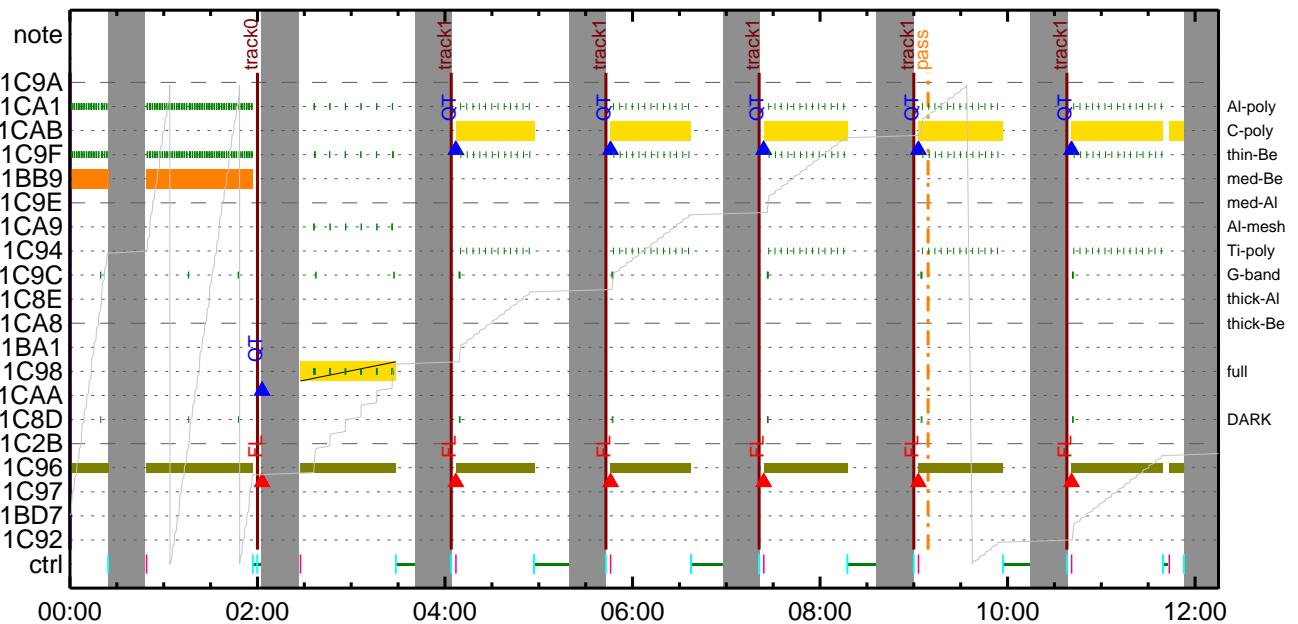 note
track0
track1
track1
track1
track1
pass
track1
1C9A
1CA1
Al-poly
QT
QT
QT
QT
QT
1CAB
C-poly
1C9F
thin-Be
1BB9
med-Be
1C9E
med-Al
1CA9
Al-mesh
1C94
Ti-poly
1C9C
G-band
1C8E
thick-Al
1CA8
thick-Be
1BA1
QT
1C98
full
1CAA
1C8D
DARK
1C2B
FL
FL
FL
FL
FL
FL
1C96
1C97
1BD7
1C92
ctrl
00:00
02:00
04:00
06:00
08:00
10:00
12:00